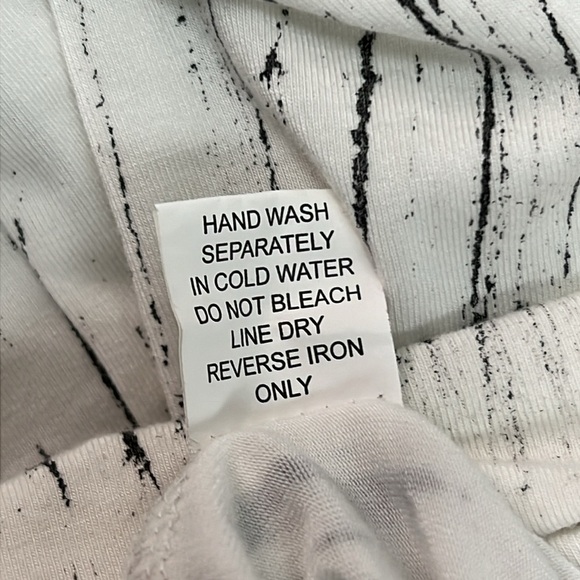 HAND WASH
SEPARATELY
IN COLD WATER
DO NOT BLEACH
LINE DRY
REVERSE IRON
ONLY